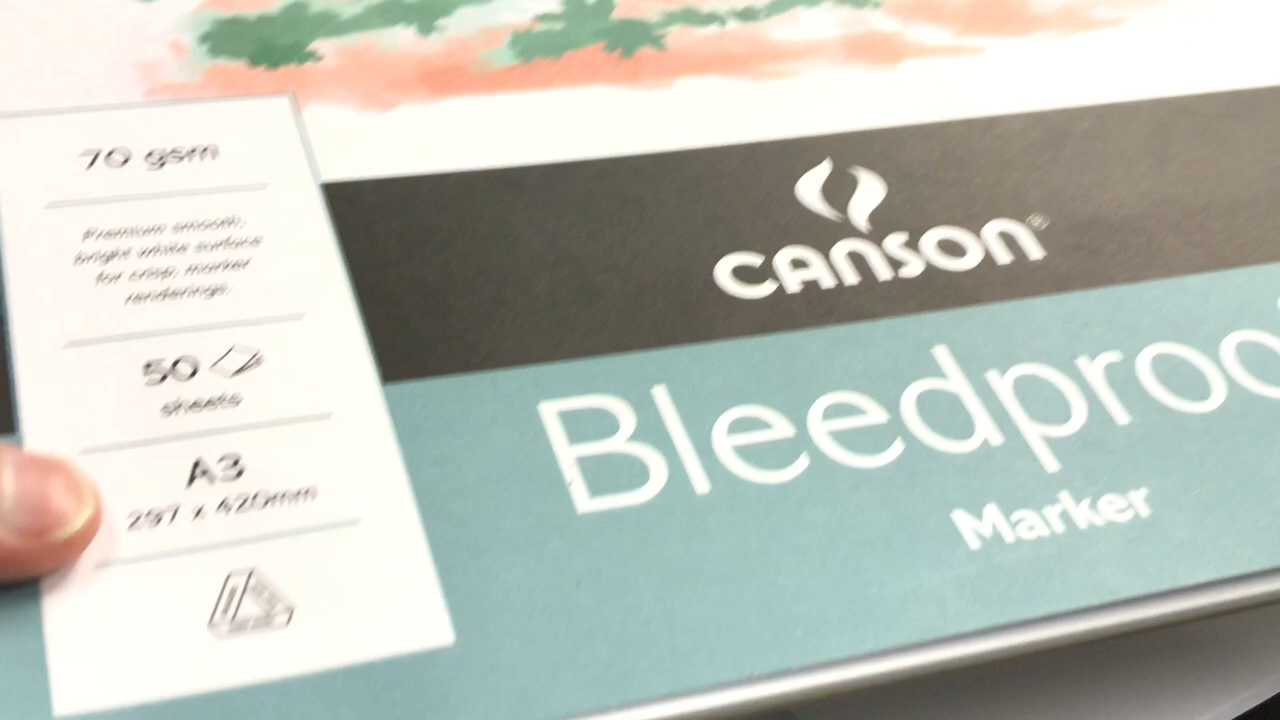 70 gsm
Premium smooth,
bright white surface
for crisp, marker
renderings.
50
sheets
A3
297 x 420mm
CANSON®
Bleedproo
Marker